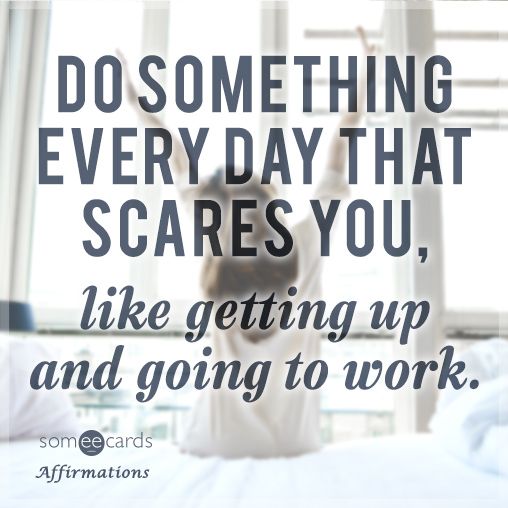 DO SOMETHING
EVERY DAY THAT
SCARES YOU,
like getting up
and going to work.
someecards
Affirmations